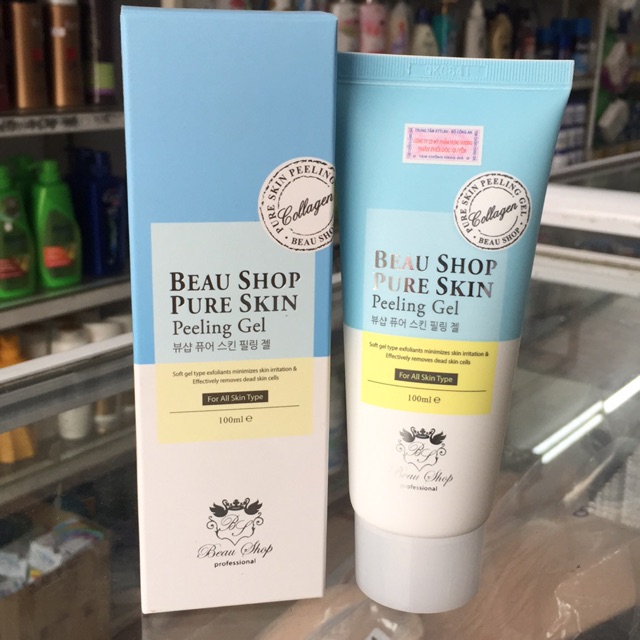 PURE SKIN PEELING GEL
Collagen
BEAU SHOP
BEAU SHOP
PURE SKIN
Peeling Gel
뷰샵 퓨어 스킨 필링 젤
Soft gel type exfoliants minimizes skin irritation &
Effectively removes dead skin cells
For All Skin Type
100ml e
BS
Beau Shop
professional
PURE SKIN PEELING GEL
Collagen
BEAU SHOP
BEAU SHOP
PURE SKIN
Peeling Gel
뷰샵 퓨어 스킨 필링 젤
Soft gel type exfoliants minimizes skin irritation &
Effectively removes dead skin cells
For All Skin Type
100ml e
BS
Beau Shop
professional